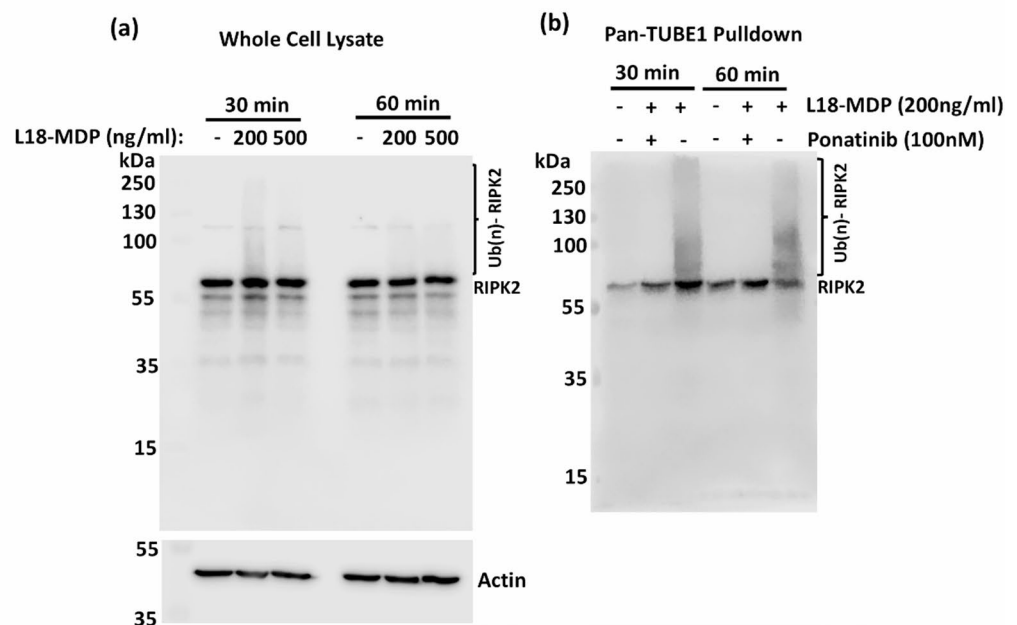 (a)
Whole Cell Lysate
30 min 60 min
L18-MDP (ng/ml): - 200 500 - 200 500
kDa
250
130
100
55
35
15
Ub(n)- RIPK2
RIPK2
55
35
Actin
(b)
Pan-TUBE1 Pulldown
30 min 60 min
- + + - + + L18-MDP (200ng/ml)
- + - - + - Ponatinib (100nM)
kDa
250
130
100
55
35
15
Ub(n)- RIPK2
RIPK2